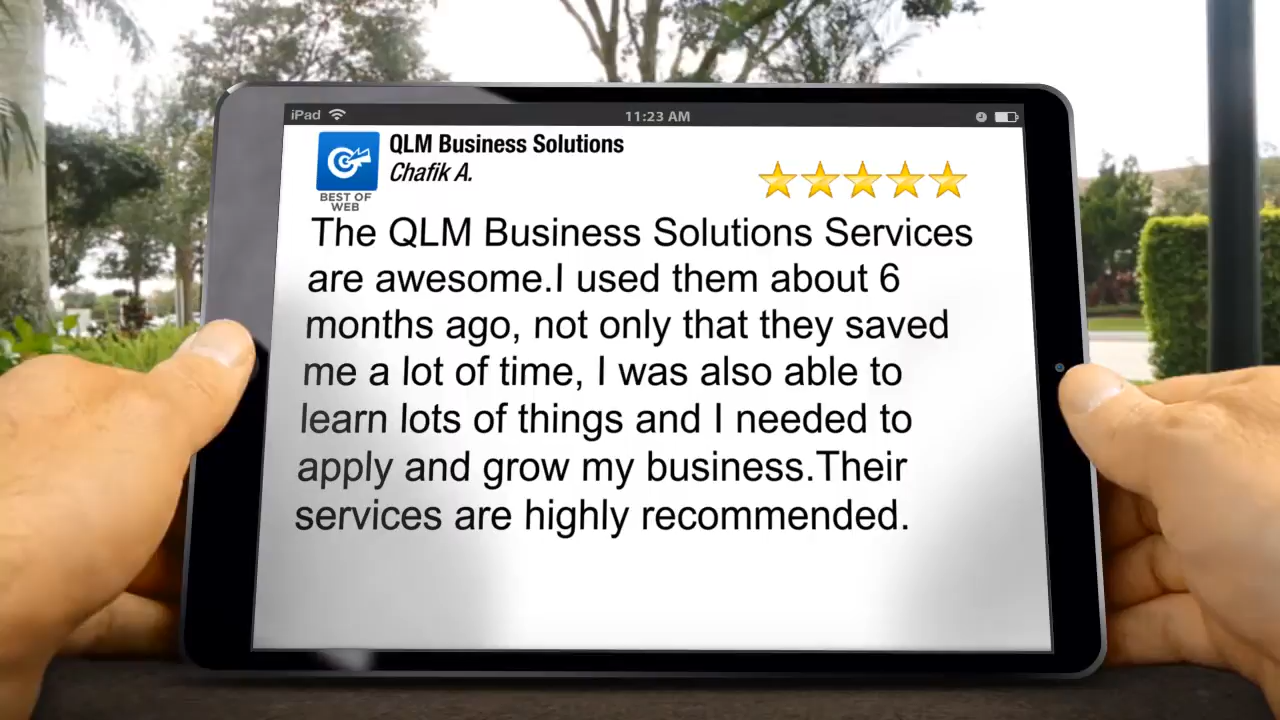 iPad 11:23 AM
QLM Business Solutions
Chafik A.
BEST OF
WEB
The QLM Business Solutions Services
are awesome.I used them about 6
months ago, not only that they saved
me a lot of time, I was also able to
learn lots of things and I needed to
apply and grow my business.Their
services are highly recommended.